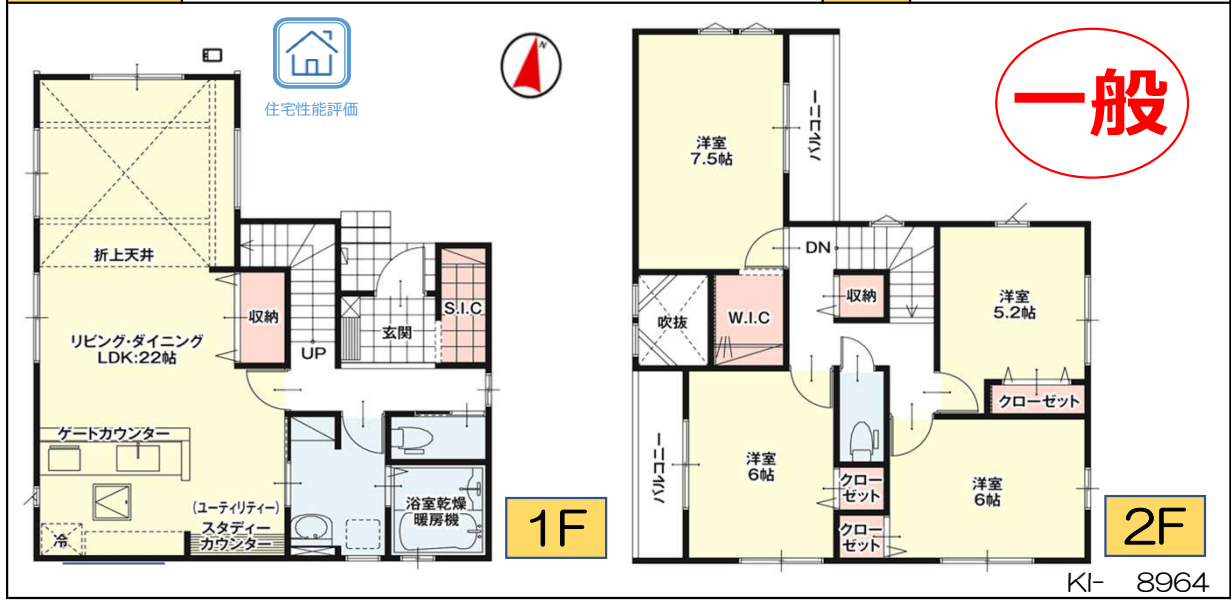 住宅性能評価
N
一般
折上天井
収納
リビング・ダイニング
LDK:22帖
UP
玄関
S.I.C
ゲートカウンター
(ユーティリティー)
スタディー
カウンター
冷
浴室乾燥
暖房機
1F
洋室
7.5帖
バルコニー
DN
収納
洋室
5.2帖
吹抜
W.I.C
クローゼット
バルコニー
洋室
6帖
クロー
ゼット
クロー
ゼット
洋室
6帖
2F
KI- 8964